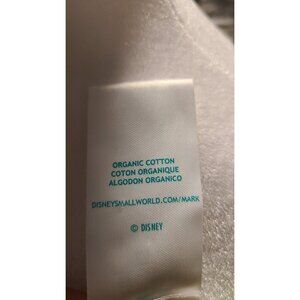 ORGANIC COTTON
COTON ORGANIQUE
ALGODON ORGANICO
DISNEYSMALLWORLD.COM/MARK
© DISNEY